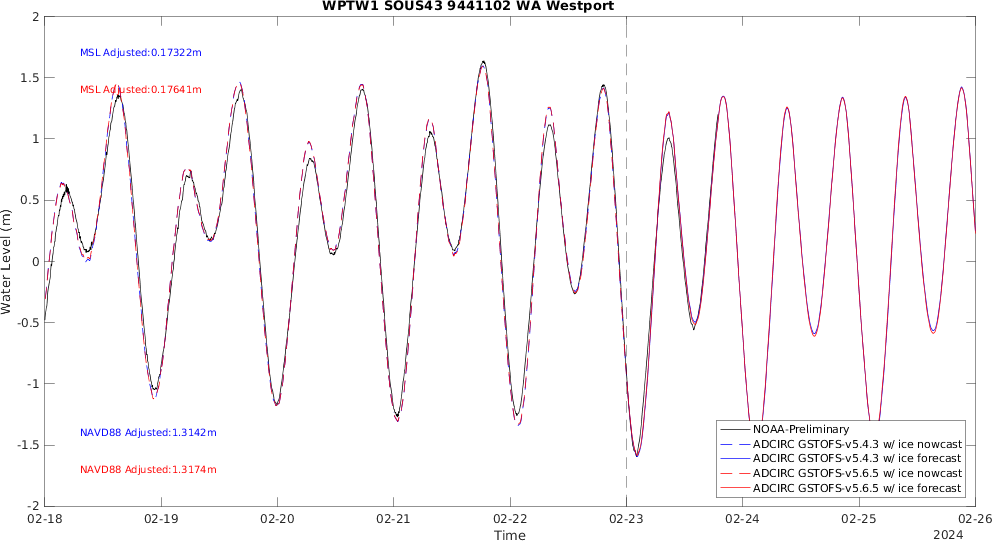 WPTW1 SOUS43 9441102 WA Westport
2
1.5
1
0.5
0
-0.5
-1
-1.5
-2
Water Level (m)
MSL Adjusted:0.17322m
MSL Adjusted:0.17641m
NAVD88 Adjusted:1.3142m
NAVD88 Adjusted:1.3174m
NOAA-Preliminary
ADCIRC GSTOFS-v5.4.3 w/ ice nowcast
ADCIRC GSTOFS-v5.4.3 w/ ice forecast
ADCIRC GSTOFS-v5.6.5 w/ ice nowcast
ADCIRC GSTOFS-v5.6.5 w/ ice forecast
02-18 02-19 02-20 02-21 02-22 02-23 02-24 02-25 02-26
Time
2024